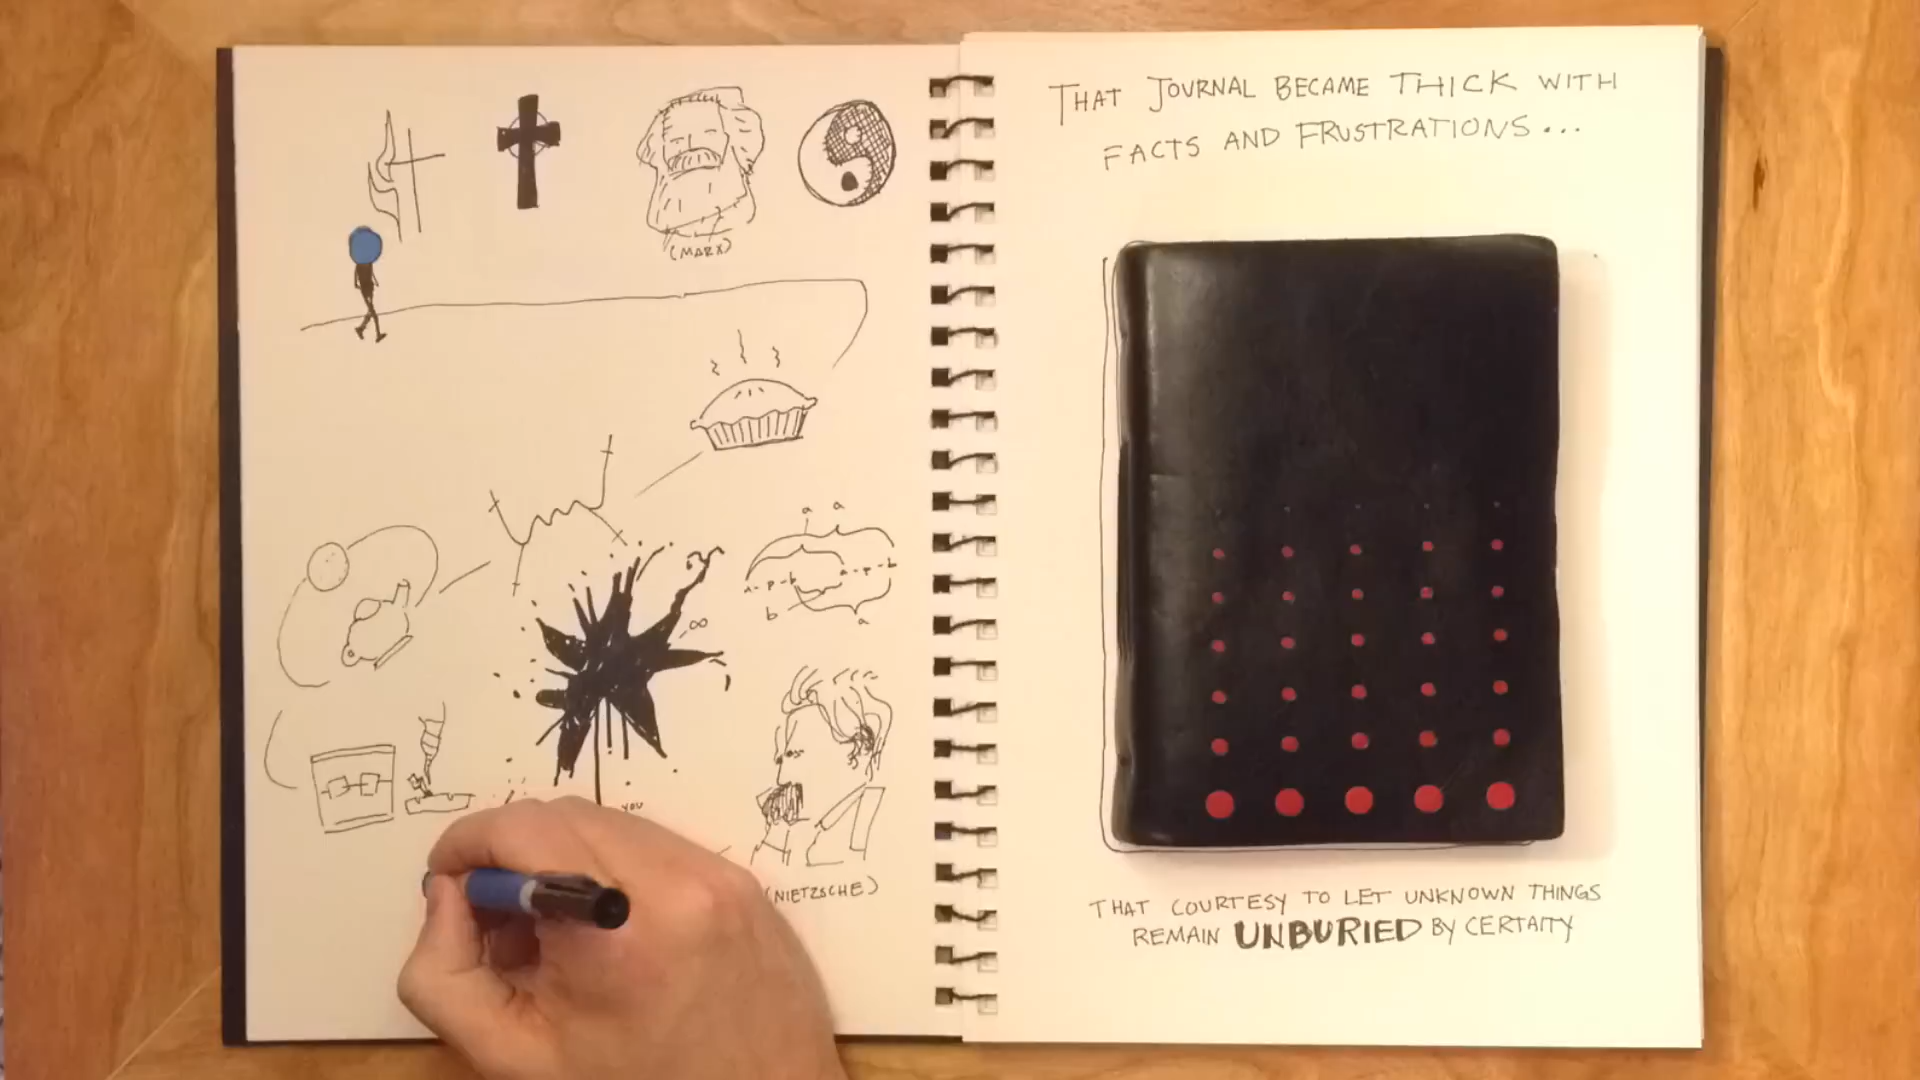 (MARX)
a a
a-p-b a-p-b
b
a
∞
YOU
(NIETZSCHE)
THAT JOURNAL BECAME THICK WITH
FACTS AND FRUSTRATIONS...
THAT COURTESY TO LET UNKNOWN THINGS
REMAIN UNBURIED BY CERTAITY